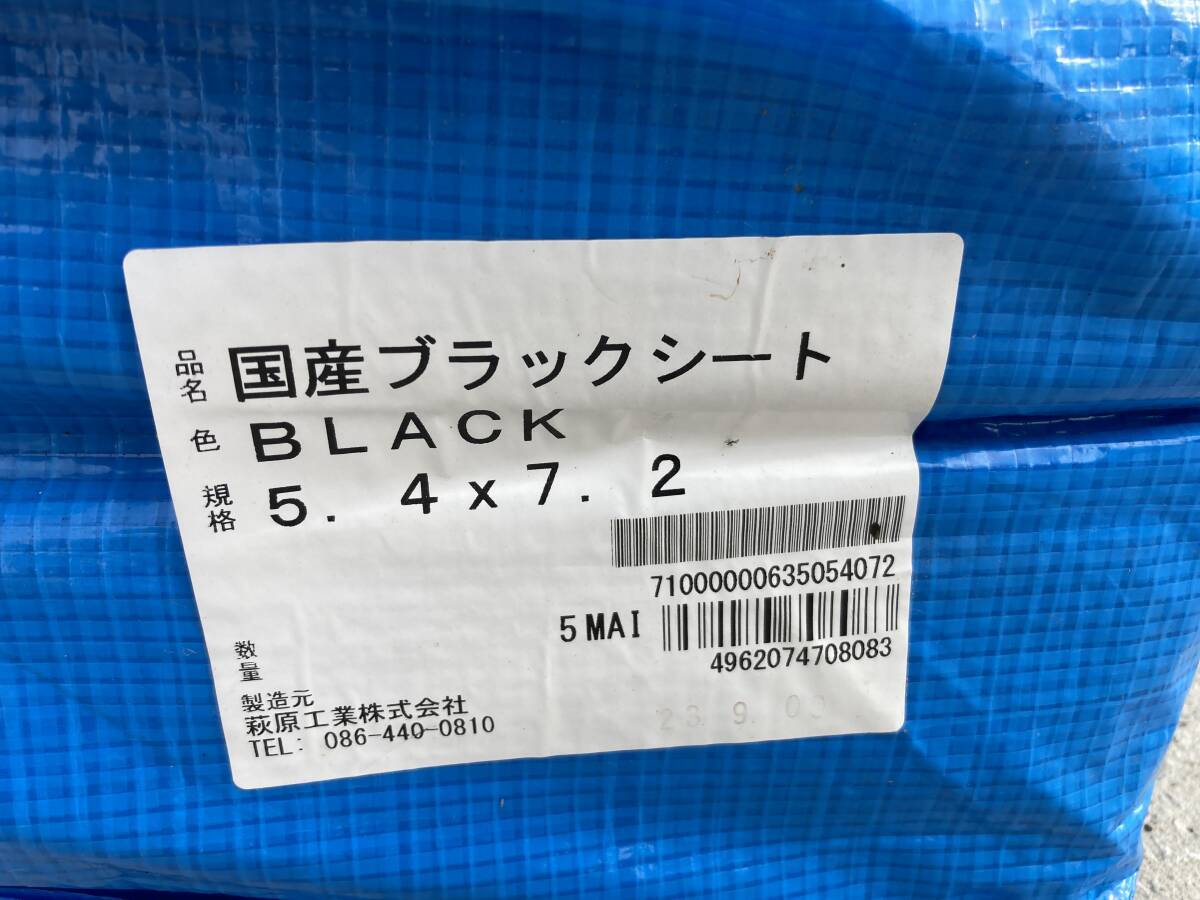 品名 国産ブラックシート
色 BLACK
規格 5. 4x7. 2
71000000635054072
5MAI
4962074708083
数量
製造元
萩原工業株式会社
TEL: 086-440-0810